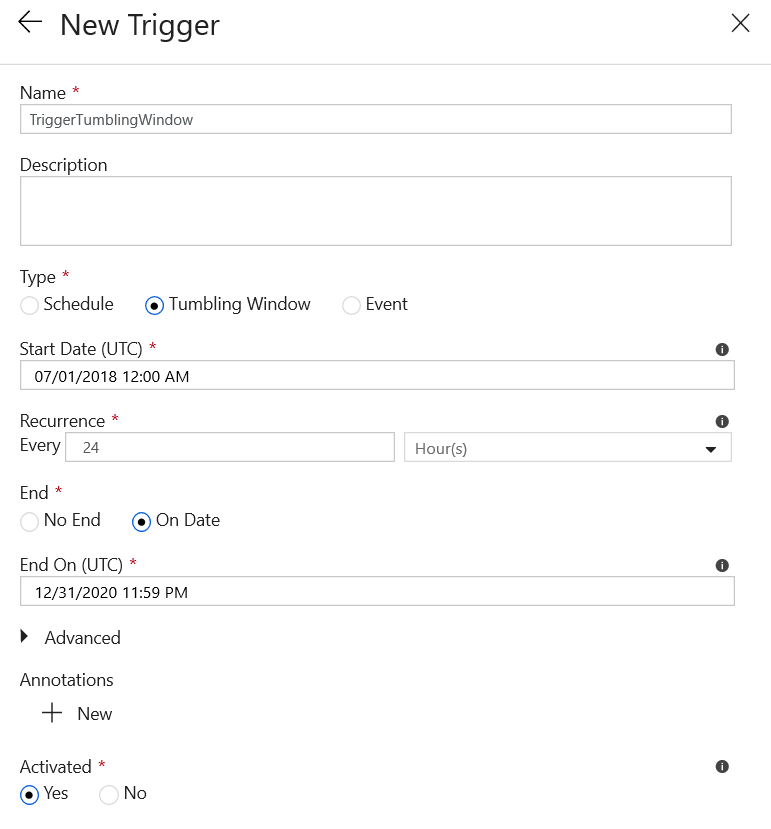 New Trigger
Name *
TriggerTumblingWindow
Description
Type *
Schedule Tumbling Window Event
Start Date (UTC) *
07/01/2018 12:00 AM
Recurrence *
Every 24 Hour(s)
End *
No End On Date
End On (UTC) *
12/31/2020 11:59 PM
Advanced
Annotations
New
Activated *
Yes No